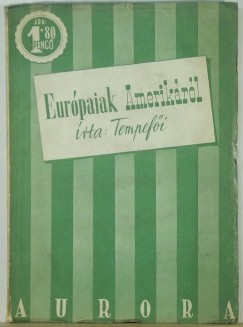 ÁRA
1·80
PENGŐ
Európaiak Amerikáról
írta: Tempefői
AURORA